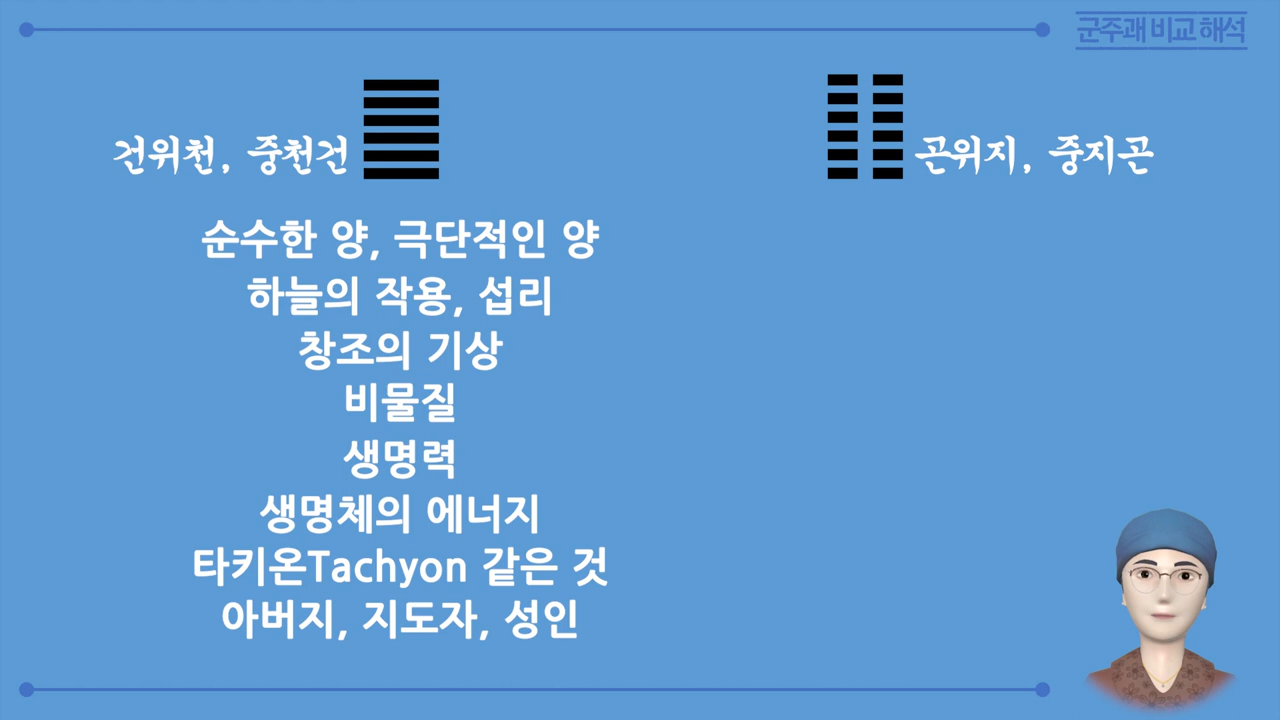 군주괘 비교 해석
건위천, 중천건
곤위지, 중지곤
순수한 양, 극단적인 양
하늘의 작용, 섭리
창조의 기상
비물질
생명력
생명체의 에너지
타키온Tachyon 같은 것
아버지, 지도자, 성인